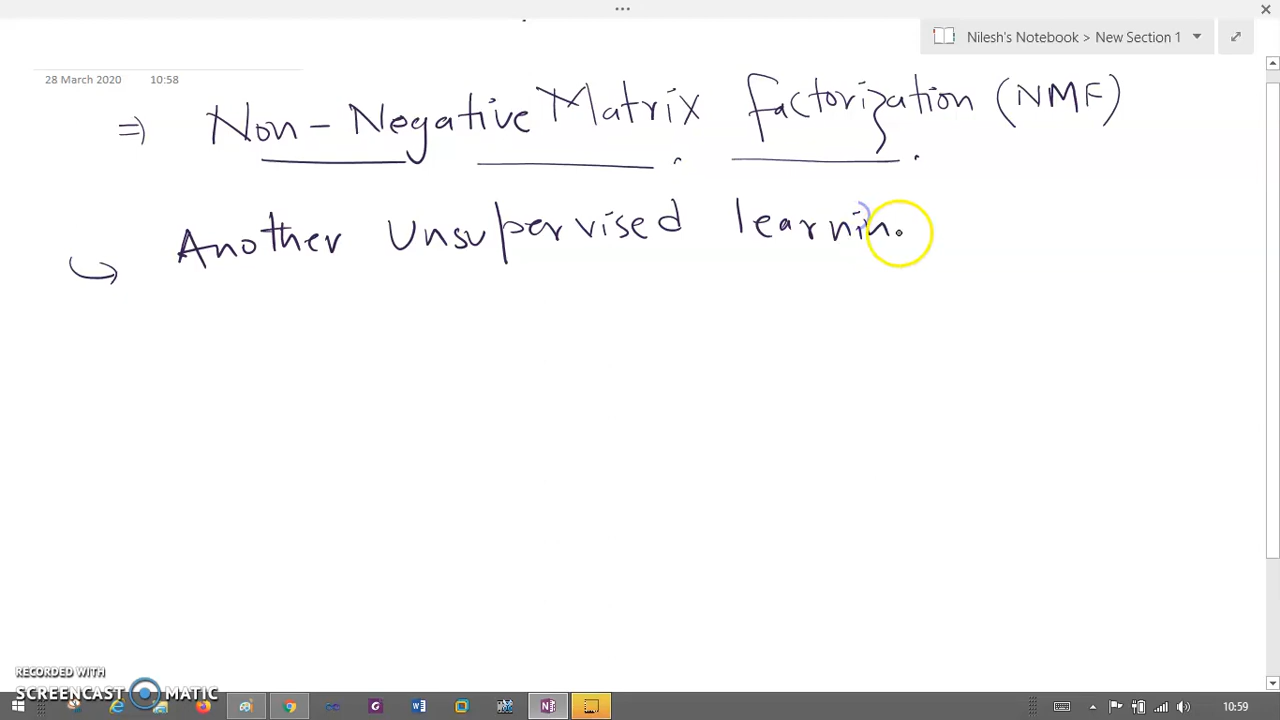 Nilesh's Notebook > New Section 1
28 March 2020 10:58
⇒ Non-Negative Matrix Factorization (NMF)
Another Unsupervised learnin
RECORDED WITH
SCREENCAST MATIC
10:59